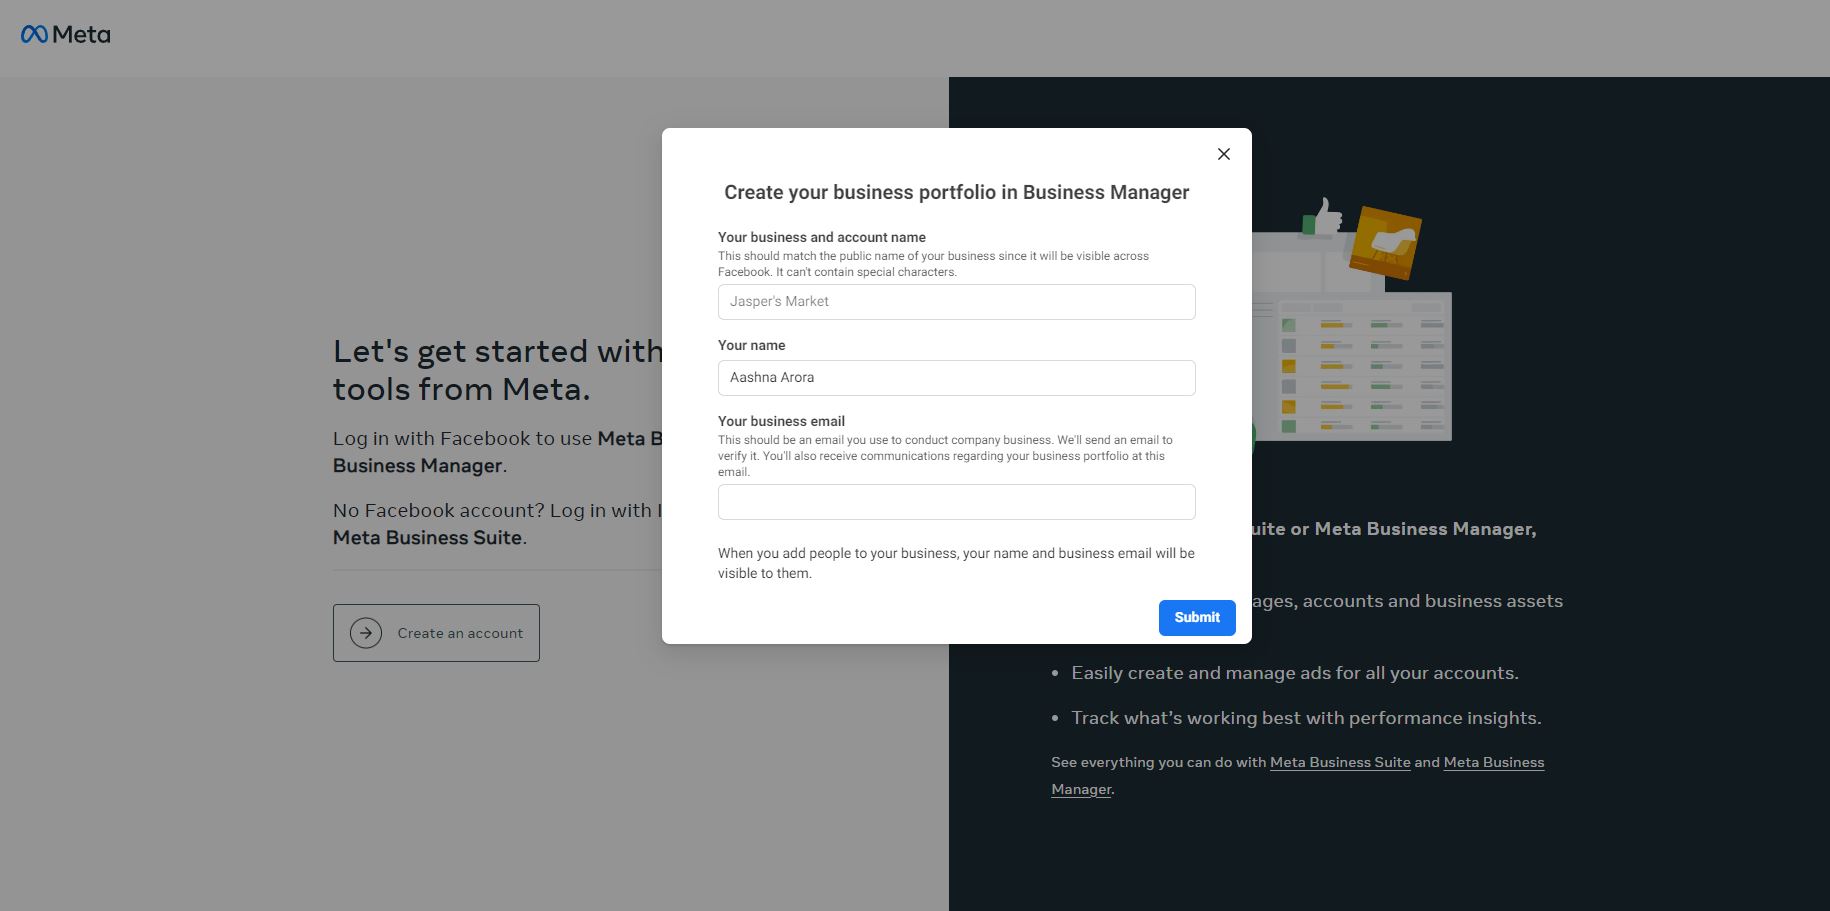 Meta
Create your business portfolio in Business Manager
Your business and account name
This should match the public name of your business since it will be visible across
Facebook. It can't contain special characters.
Jasper's Market
Your name
Aashna Arora
Your business email
This should be an email you use to conduct company business. We'll send an email to
verify it. You'll also receive communications regarding your business portfolio at this
email.
When you add people to your business, your name and business email will be
visible to them.
Submit
Let's get started with
tools from Meta.
Log in with Facebook to use Meta B
Business Manager.
No Facebook account? Log in with I
Meta Business Suite.
Create an account
uite or Meta Business Manager,
ages, accounts and business assets
• Easily create and manage ads for all your accounts.
• Track what’s working best with performance insights.
See everything you can do with Meta Business Suite and Meta Business
Manager.